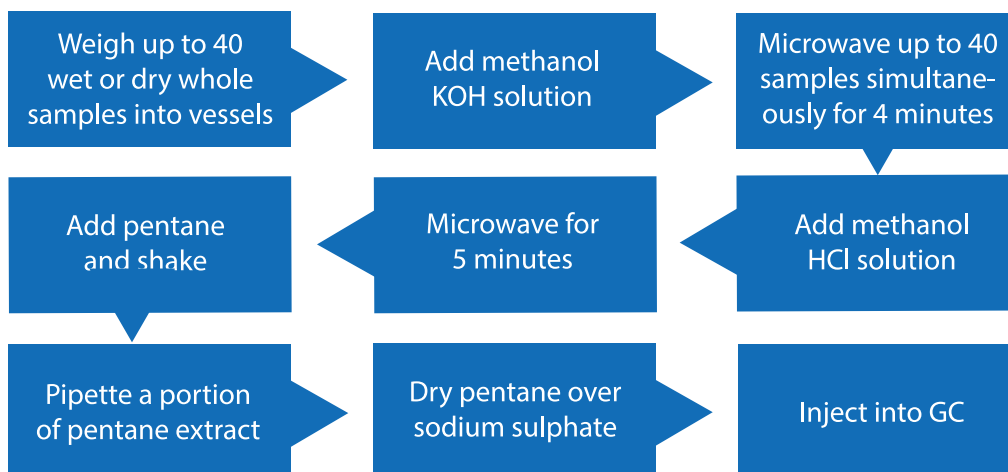 Weigh up to 40
wet or dry whole
samples into vessels
Add methanol
KOH solution
Microwave up to 40
samples simultane-
ously for 4 minutes
Add methanol
HCl solution
Microwave for
5 minutes
Add pentane
and shake
Pipette a portion
of pentane extract
Dry pentane over
sodium sulphate
Inject into GC